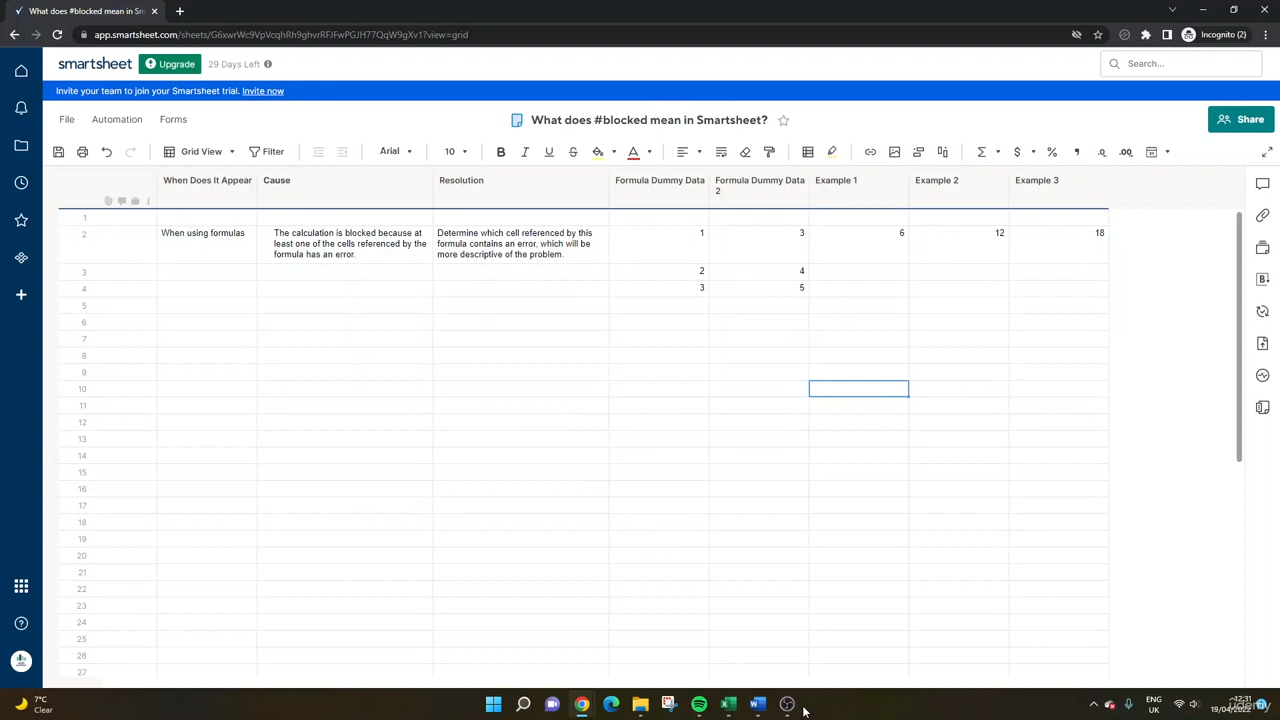 What does #blocked mean in Sm
app.smartsheet.com/sheets/G6xwrWc9VpVcqhRh9ghvrRFJFwPGJH77QqW9gXv1?view=grid
Incognito (2)
smartsheet
Upgrade
29 Days Left
Search...
Invite your team to join your Smartsheet trial. Invite now
File
Automation
Forms
What does #blocked mean in Smartsheet?
Share
Grid View
Filter
Arial
10
When Does It Appear
Cause
Resolution
Formula Dummy Data
Formula Dummy Data
2
Example 1
Example 2
Example 3
1
2
When using formulas
The calculation is blocked because at
least one of the cells referenced by the
formula has an error.
Determine which cell referenced by this
formula contains an error, which will be
more descriptive of the problem.
1
3
6
12
18
3
2
4
4
3
5
5
6
7
8
9
10
11
12
13
14
15
16
17
18
19
20
21
22
23
24
25
26
27
7°C
Clear
ENG
UK
12:31
19/04/2022
udemy